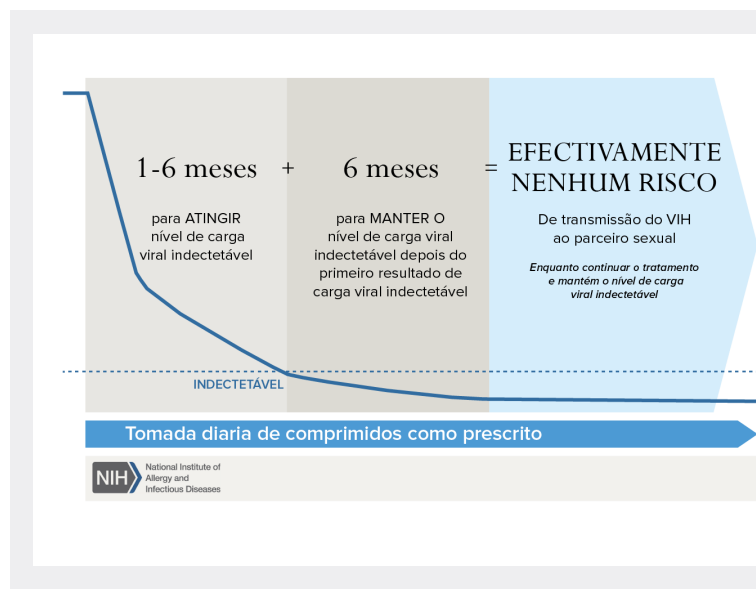 1-6 meses
+
6 meses
=
EFECTIVAMENTE
NENHUM RISCO
para ATINGIR
nível de carga
viral indectetável
para MANTER O
nível de carga viral
indectetável depois do
primeiro resultado de
carga viral indectetável
De transmissão do VIH
ao parceiro sexual
Enquanto continuar o tratamento
e mantém o nível de carga
viral indectetável
INDECTETÁVEL
Tomada diaria de comprimidos como prescrito
NIH
National Institute of
Allergy and
Infectious Diseases